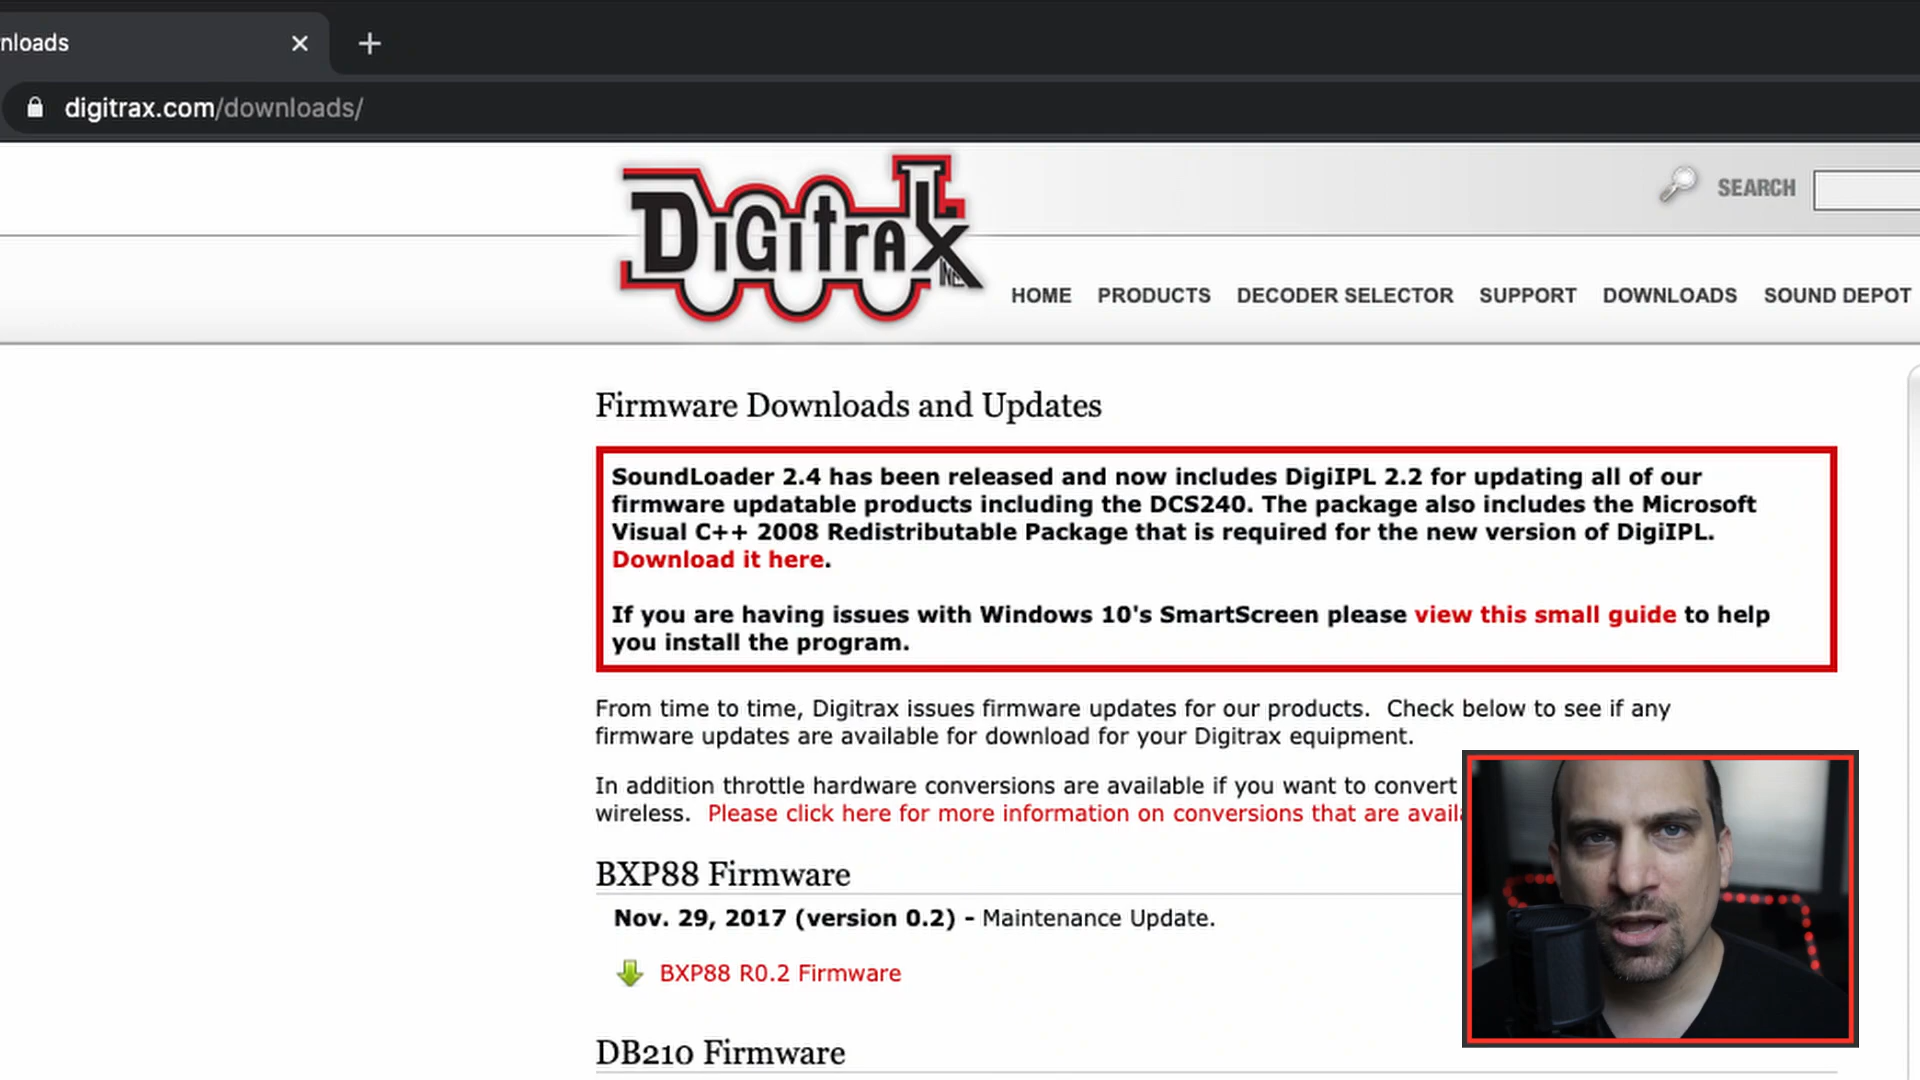 nloads
digitrax.com/downloads/
DiGitrax
INC
SEARCH
HOME PRODUCTS DECODER SELECTOR SUPPORT DOWNLOADS SOUND DEPOT
Firmware Downloads and Updates
SoundLoader 2.4 has been released and now includes DigiIPL 2.2 for updating all of our
firmware updatable products including the DCS240. The package also includes the Microsoft
Visual C++ 2008 Redistributable Package that is required for the new version of DigiIPL.
Download it here.
If you are having issues with Windows 10's SmartScreen please view this small guide to help
you install the program.
From time to time, Digitrax issues firmware updates for our products. Check below to see if any
firmware updates are available for download for your Digitrax equipment.
In addition throttle hardware conversions are available if you want to convert
wireless. Please click here for more information on conversions that are avail
BXP88 Firmware
Nov. 29, 2017 (version 0.2) - Maintenance Update.
BXP88 R0.2 Firmware
DB210 Firmware